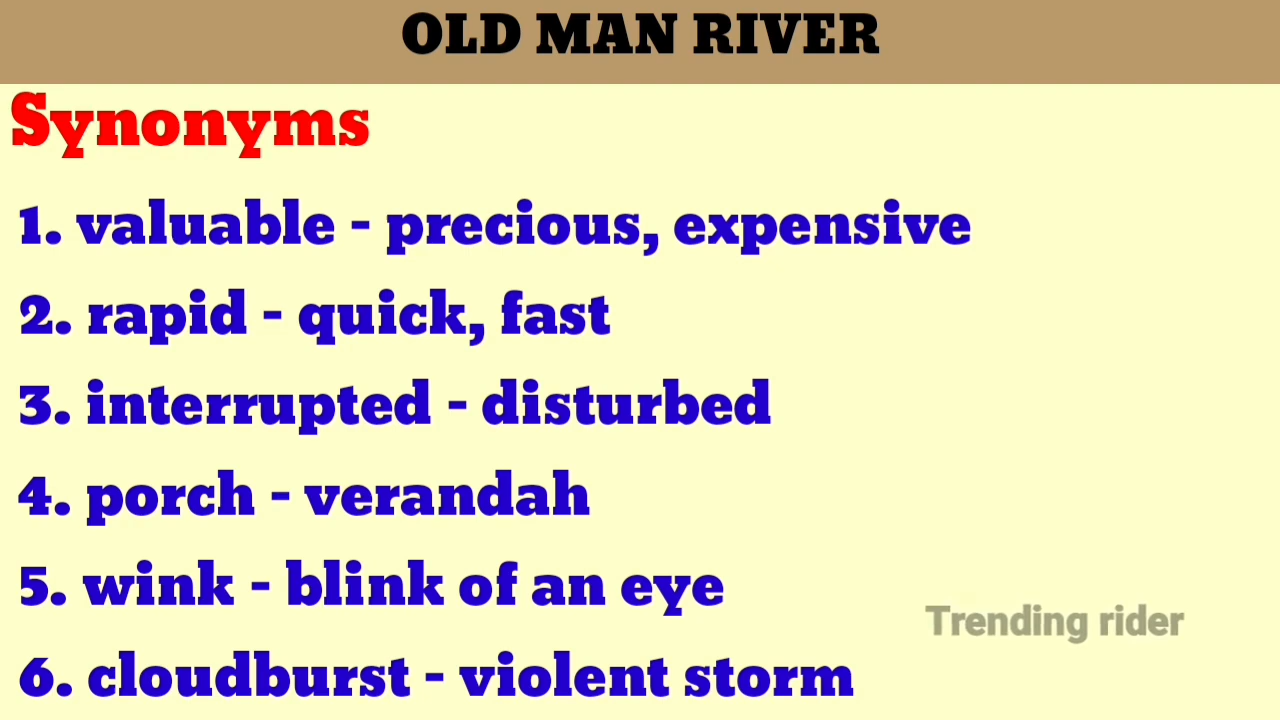 OLD MAN RIVER
Synonyms
1. valuable - precious, expensive
2. rapid - quick, fast
3. interrupted - disturbed
4. porch - verandah
5. wink - blink of an eye
Trending rider
6. cloudburst - violent storm